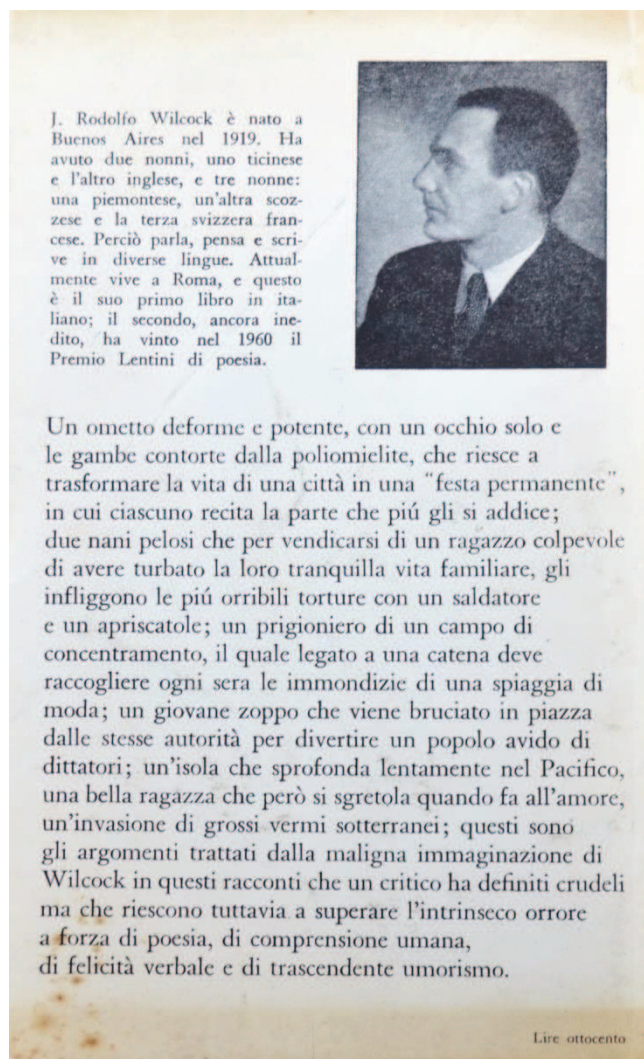 J. Rodolfo Wilcock è nato a
Buenos Aires nel 1919. Ha
avuto due nonni, uno ticinese
e l'altro inglese, e tre nonne:
una piemontese, un'altra scoz-
zese e la terza svizzera fran-
cese. Perciò parla, pensa e scri-
ve in diverse lingue. Attual-
mente vive a Roma, e questo
è il suo primo libro in ita-
liano; il secondo, ancora ine-
dito, ha vinto nel 1960 il
Premio Lentini di poesia.
Un ometto deforme e potente, con un occhio solo e
le gambe contorte dalla poliomielite, che riesce a
trasformare la vita di una città in una "festa permanente",
in cui ciascuno recita la parte che piú gli si addice;
due nani pelosi che per vendicarsi di un ragazzo colpevole
di avere turbato la loro tranquilla vita familiare, gli
infliggono le piú orribili torture con un saldatore
e un apriscatole; un prigioniero di un campo di
concentramento, il quale legato a una catena deve
raccogliere ogni sera le immondizie di una spiaggia di
moda; un giovane zoppo che viene bruciato in piazza
dalle stesse autorità per divertire un popolo avido di
dittatori; un'isola che sprofonda lentamente nel Pacifico,
una bella ragazza che però si sgretola quando fa all'amore,
un'invasione di grossi vermi sotterranei; questi sono
gli argomenti trattati dalla maligna immaginazione di
Wilcock in questi racconti che un critico ha definiti crudeli
ma che riescono tuttavia a superare l'intrinseco orrore
a forza di poesia, di comprensione umana,
di felicità verbale e di trascendente umorismo.
Lire ottocento